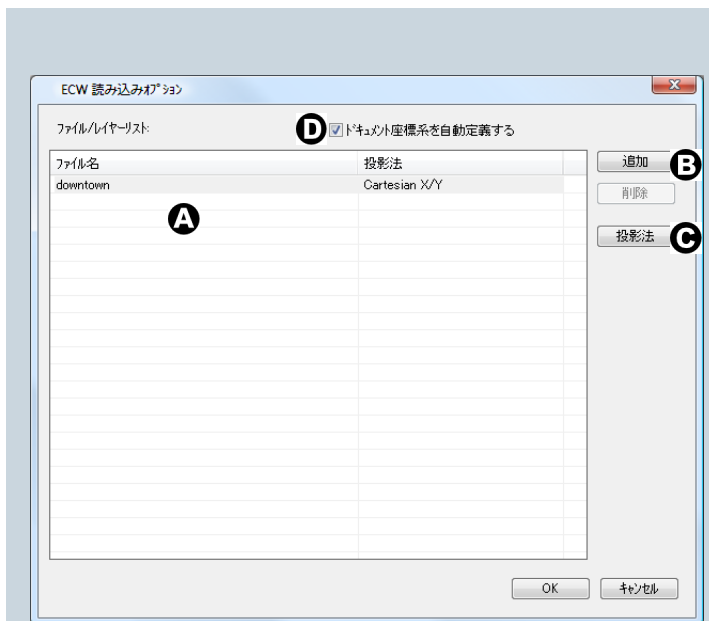 ECW 読み込みオプション
ファイル/レイヤーリスト:
D ドキュメント座標系を自動定義する
ファイル名 投影法
downtown Cartesian X/Y
追加 B
削除
投影法 C
A
OK キャンセル